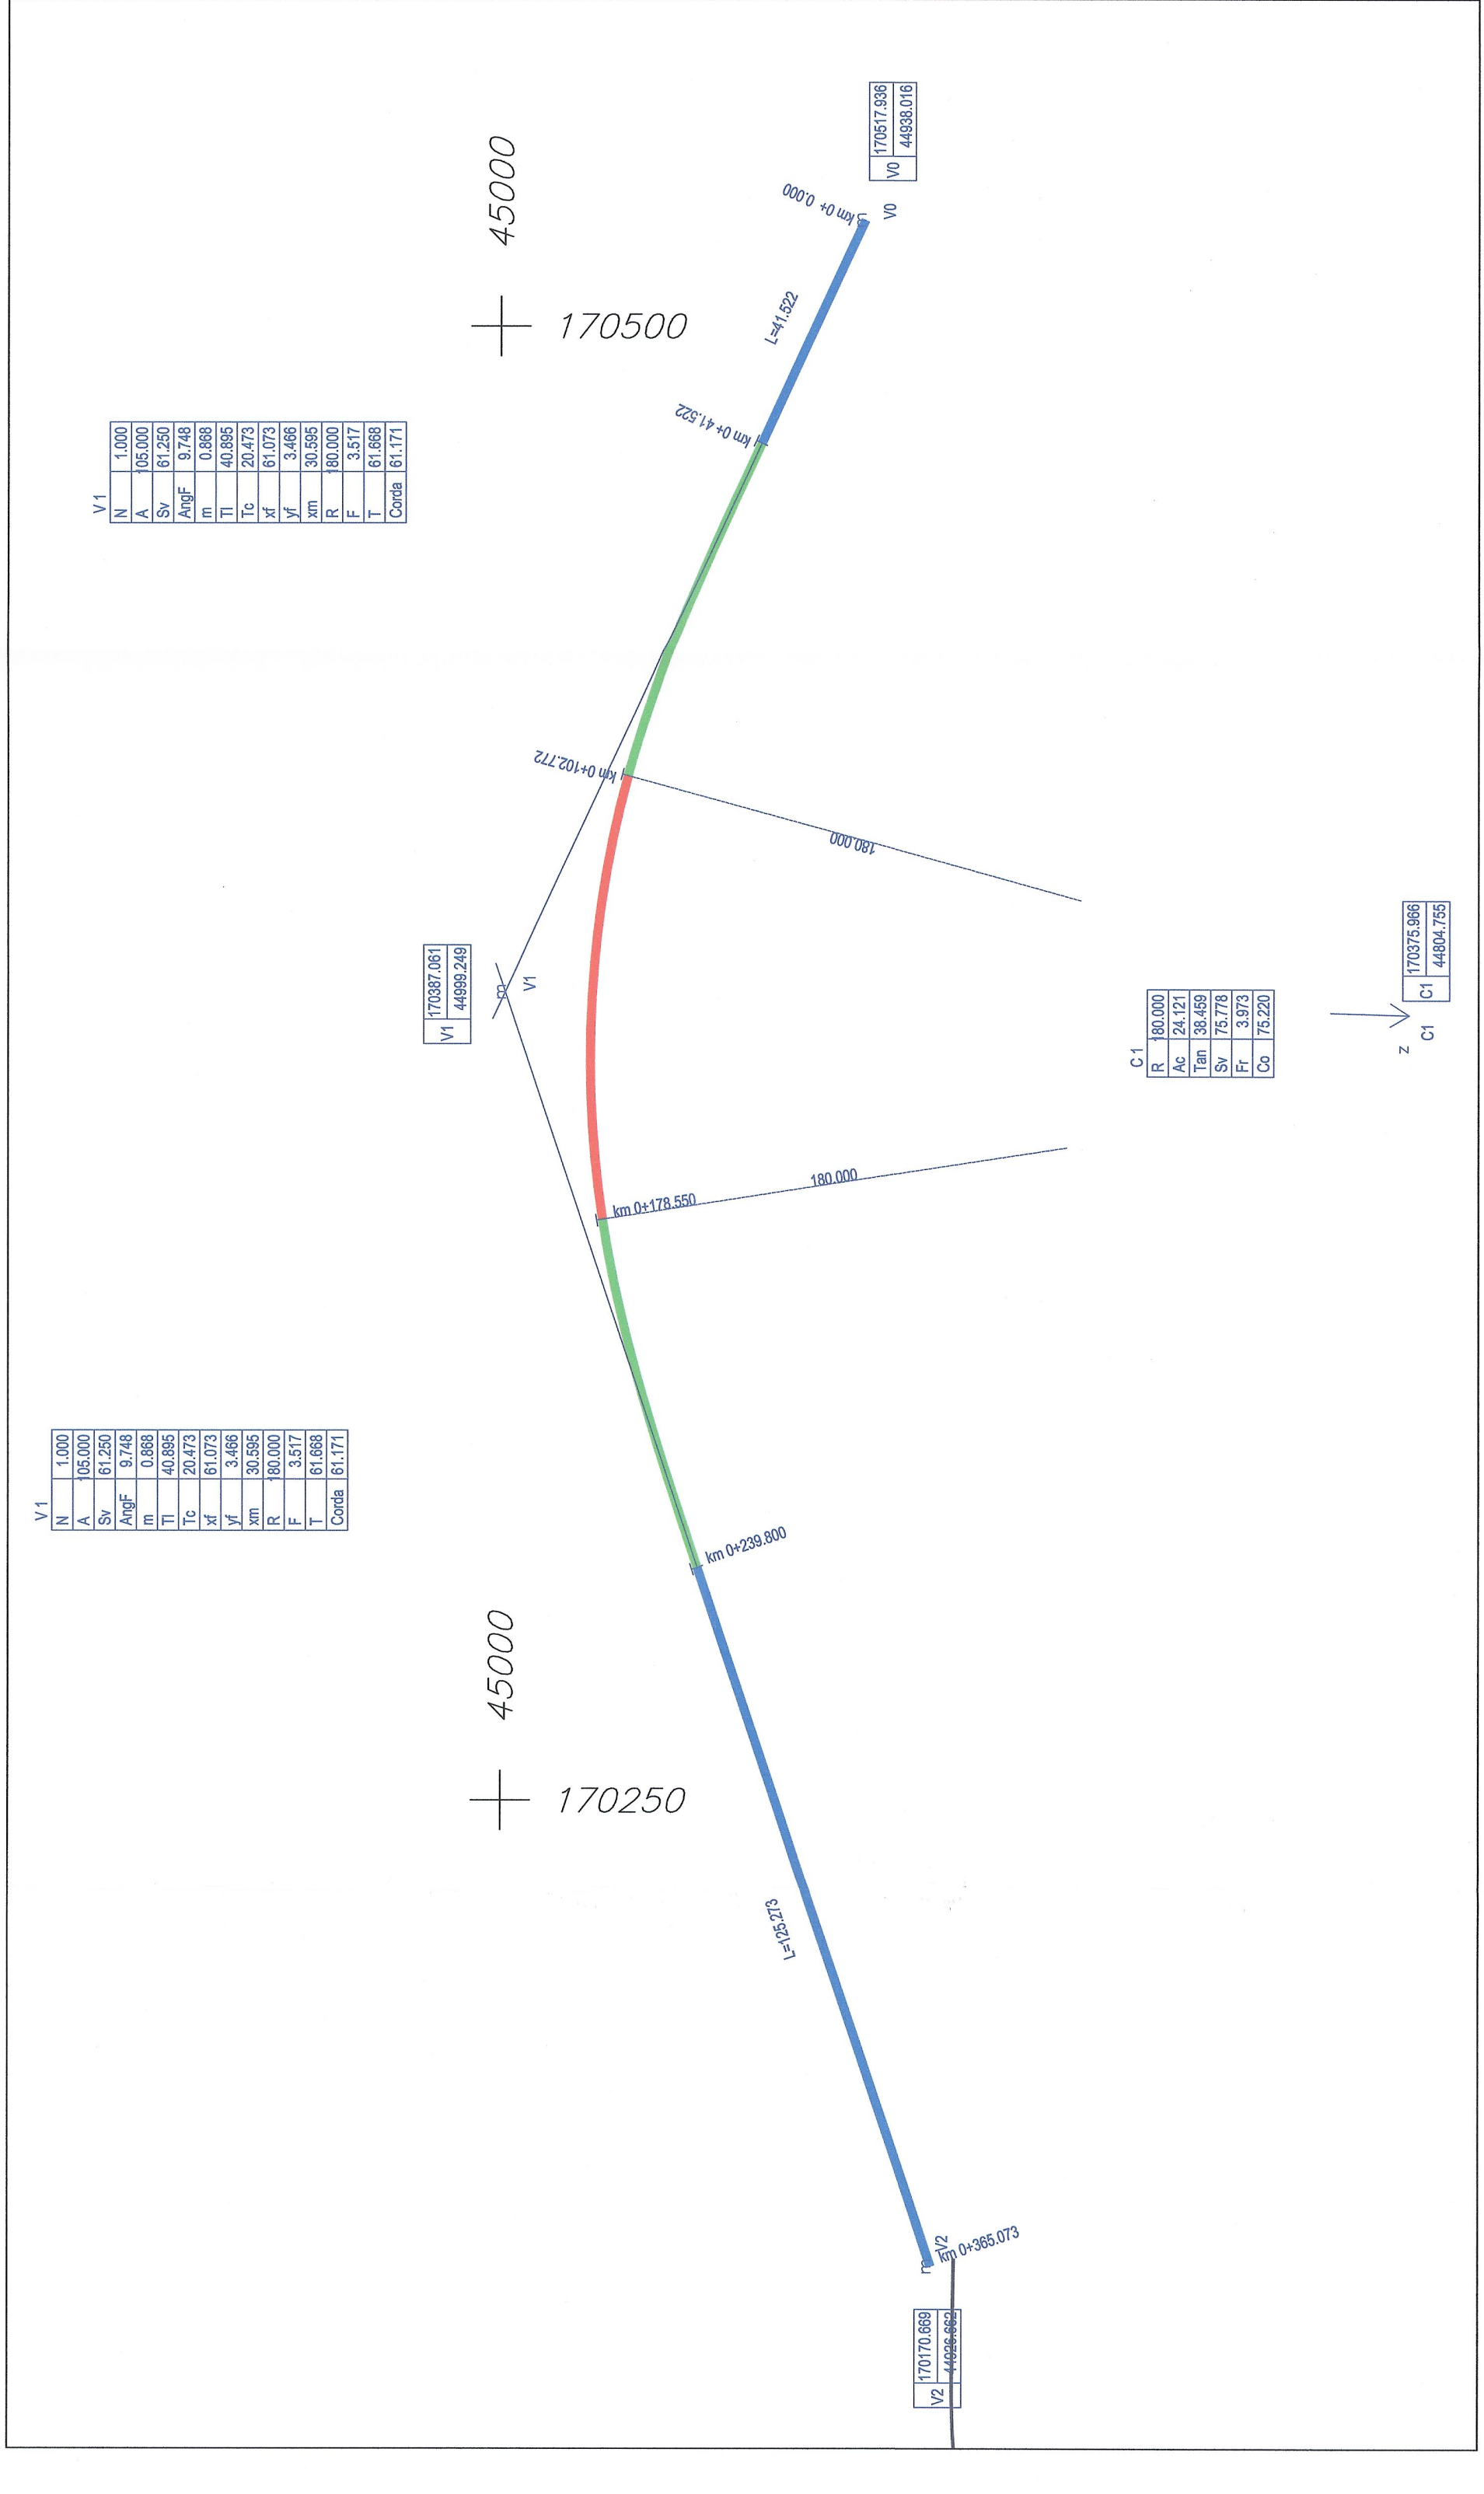 V 1
N 1.000
A 105.000
Sv 61.250
AngF 9.748
m 0.868
Tl 40.895
Tc 20.473
xf 61.073
yf 3.466
xm 30.595
R 180.000
F 3.517
T 61.668
Corda 61.171
V 1
N 1.000
A 105.000
Sv 61.250
AngF 9.748
m 0.868
Tl 40.895
Tc 20.473
xf 61.073
yf 3.466
xm 30.595
R 180.000
F 3.517
T 61.668
Corda 61.171
V1 170387.061
44999.249
V1
45000
170250
45000
170500
V2 170170.669
V2
km 0+365.073
L=125.273
km 0+239.800
km 0+178.550
180.000
km 0+102.772
180.000
km 0+41.522
L=41.522
km 0+ 0.000
V0
V0 170517.936
44938.016
C 1
R 180.000
Ac 24.121
Tan 38.459
Sv 75.778
Fr 3.973
Co 75.220
z
C1
C1 170375.966
44804.755